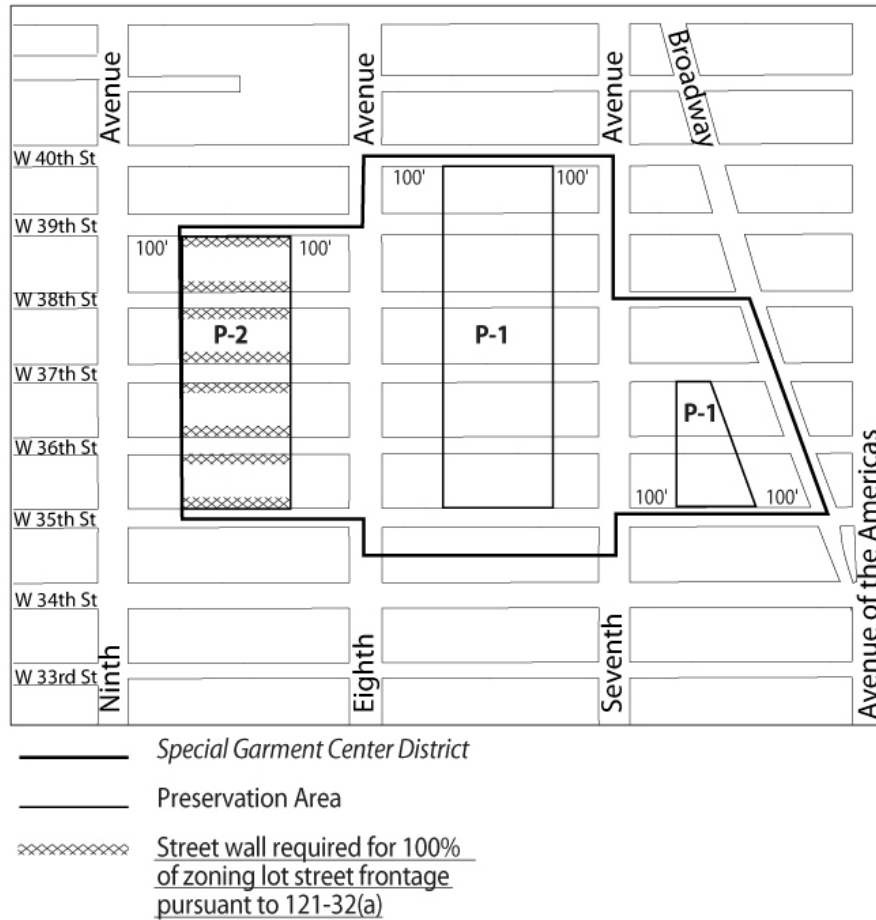 Avenue
Avenue
Avenue
Broadway
W 40th St
100'
100'
W 39th St
100'
100'
W 38th St
P-2
P-1
W 37th St
P-1
W 36th St
100'
100'
W 35th St
W 34th St
W 33rd St
Ninth
Eighth
Seventh
Avenue of the Americas
Special Garment Center District
Preservation Area
Street wall required for 100%
of zoning lot street frontage
pursuant to 121-32(a)